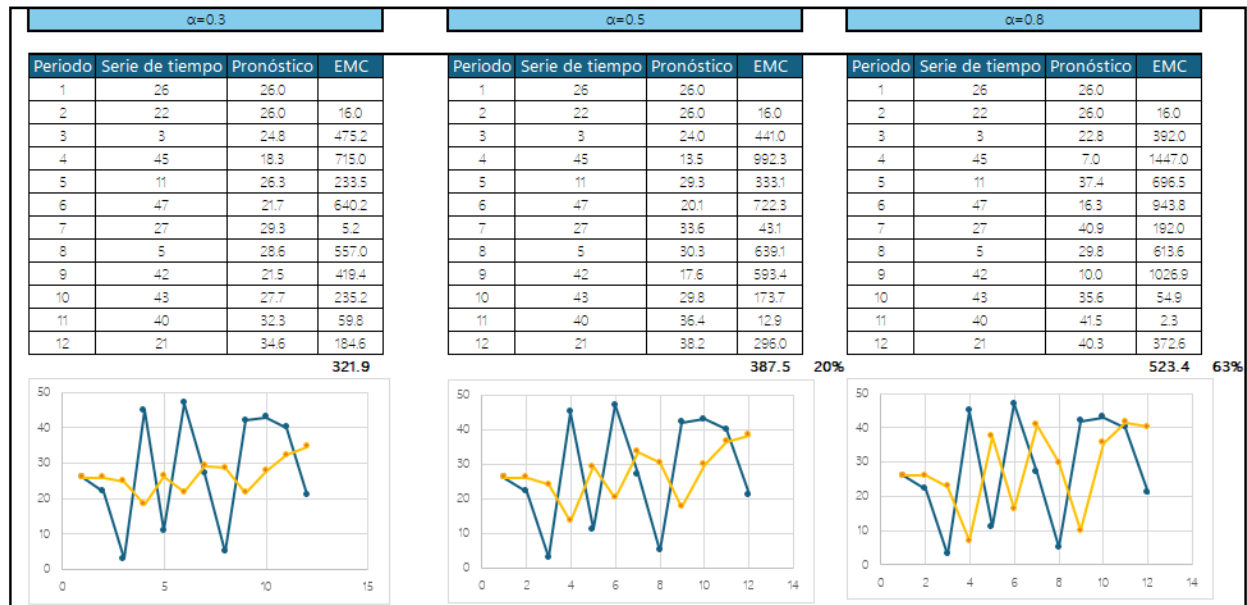 α=0.3 α=0.5 α=0.8
Periodo Serie de tiempo Pronóstico EMC Periodo Serie de tiempo Pronóstico EMC Periodo Serie de tiempo Pronóstico EMC
1 26 26.0 1 26 26.0 1 26 26.0
2 22 26.0 16.0 2 22 26.0 16.0 2 22 26.0 16.0
3 3 24.8 475.2 3 3 24.0 441.0 3 3 22.8 392.0
4 45 18.3 715.0 4 45 13.5 992.3 4 45 7.0 1447.0
5 11 26.3 233.5 5 11 29.3 333.1 5 11 37.4 696.5
6 47 21.7 640.2 6 47 20.1 722.3 6 47 16.3 943.8
7 27 29.3 5.2 7 27 33.6 43.1 7 27 40.9 192.0
8 5 28.6 557.0 8 5 30.3 639.1 8 5 29.8 613.6
9 42 21.5 419.4 9 42 17.6 593.4 9 42 10.0 1026.9
10 43 27.7 235.2 10 43 29.8 173.7 10 43 35.6 54.9
11 40 32.3 59.8 11 40 36.4 12.9 11 40 41.5 2.3
12 21 34.6 184.6 12 21 38.2 296.0 12 21 40.3 372.6
321.9 387.5 20% 523.4 63%
50
40
30
20
10
0
0 5 10 15
50
40
30
20
10
0
0 2 4 6 8 10 12 14
50
40
30
20
10
0
0 2 4 6 8 10 12 14